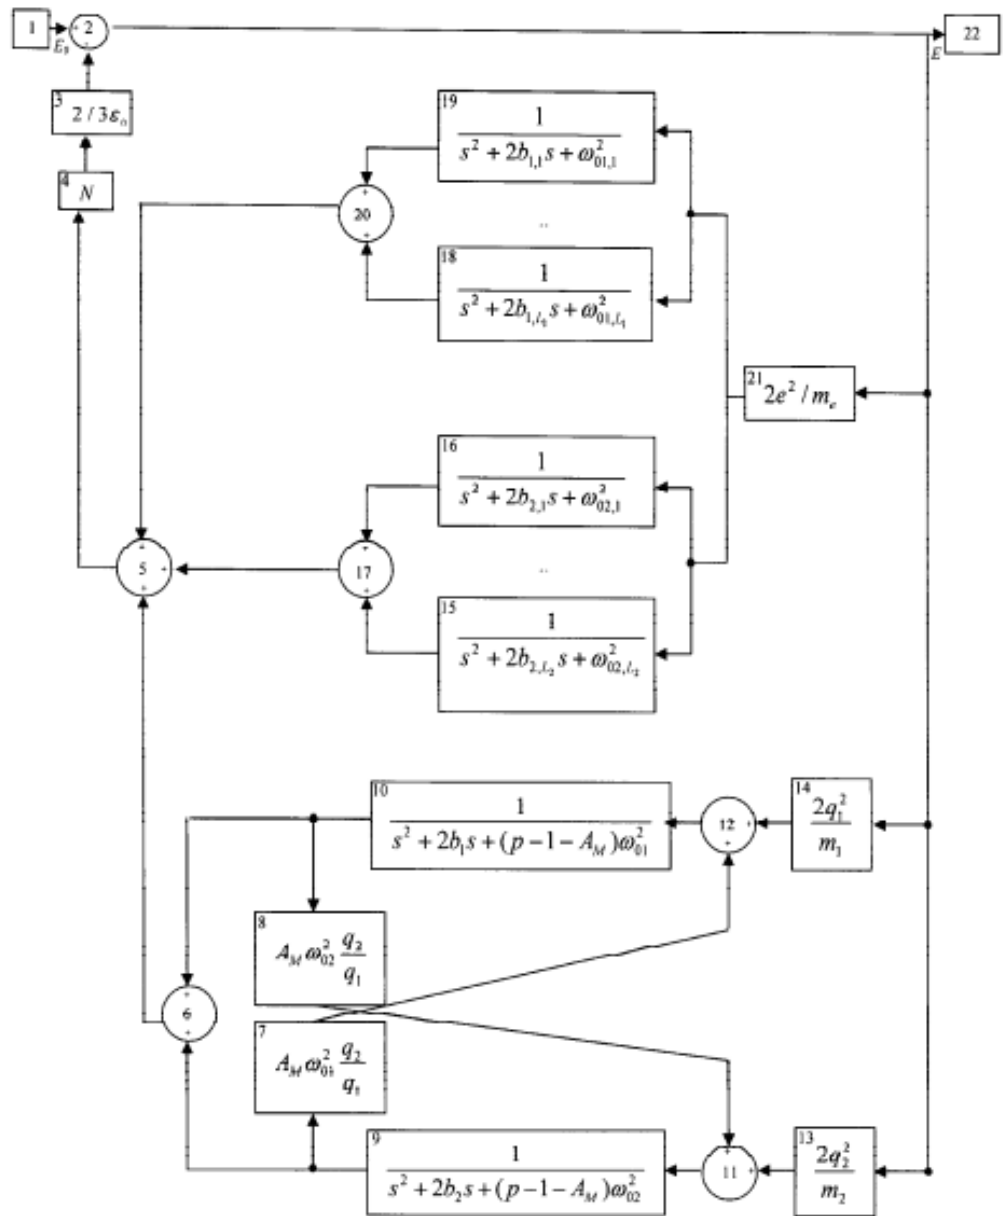 1
E₀
+ 2
+
E
22
3
2 / 3ε₀
4
N
19
1
s² + 2b₁,₁s + ω²₀₁,₁
+
20
+
..
18
1
s² + 2b₁,L₁s + ω²₀₁,L₁
21
2e² / mₑ
16
1
s² + 2b₂,₁s + ω²₀₂,₁
+
5 +
+
+
17
+
..
15
1
s² + 2b₂,L₂s + ω²₀₂,L₂
10
1
s² + 2b₁s + (p − 1 − A_M)ω²₀₁
12 +
+
14
2q₁²
m₁
8
A_M ω²₀₂ q₂
q₁
+
6
+
7
A_M ω²₀₁ q₂
q₁
9
1
s² + 2b₂s + (p − 1 − A_M)ω²₀₂
+
11 +
13
2q₂²
m₂